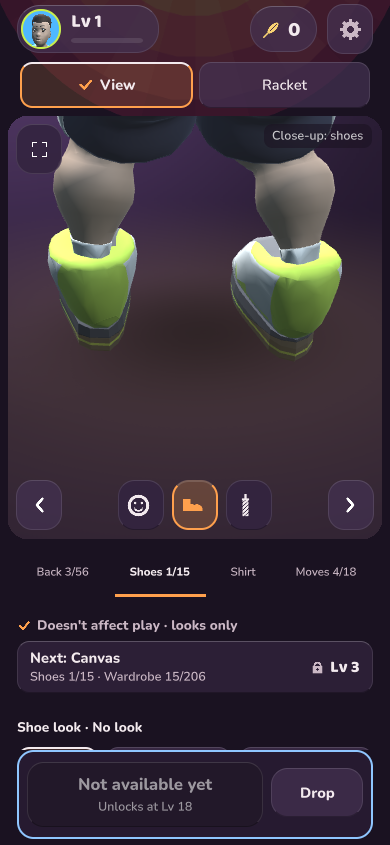 Lv 1
0
View
Racket
Close-up: shoes
Back 3/56
Shoes 1/15
Shirt
Moves 4/18
Doesn't affect play · looks only
Next: Canvas
Shoes 1/15 · Wardrobe 15/206
Lv 3
Shoe look · No look
Not available yet
Unlocks at Lv 18
Drop